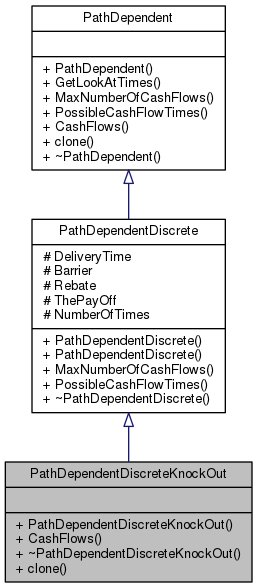 PathDependent
+ PathDependent()
+ GetLookAtTimes()
+ MaxNumberOfCashFlows()
+ PossibleCashFlowTimes()
+ CashFlows()
+ clone()
+ ~PathDependent()
PathDependentDiscrete
# DeliveryTime
# Barrier
# Rebate
# ThePayOff
# NumberOfTimes
+ PathDependentDiscrete()
+ PathDependentDiscrete()
+ MaxNumberOfCashFlows()
+ PossibleCashFlowTimes()
+ ~PathDependentDiscrete()
PathDependentDiscreteKnockOut
+ PathDependentDiscreteKnockOut()
+ CashFlows()
+ ~PathDependentDiscreteKnockOut()
+ clone()